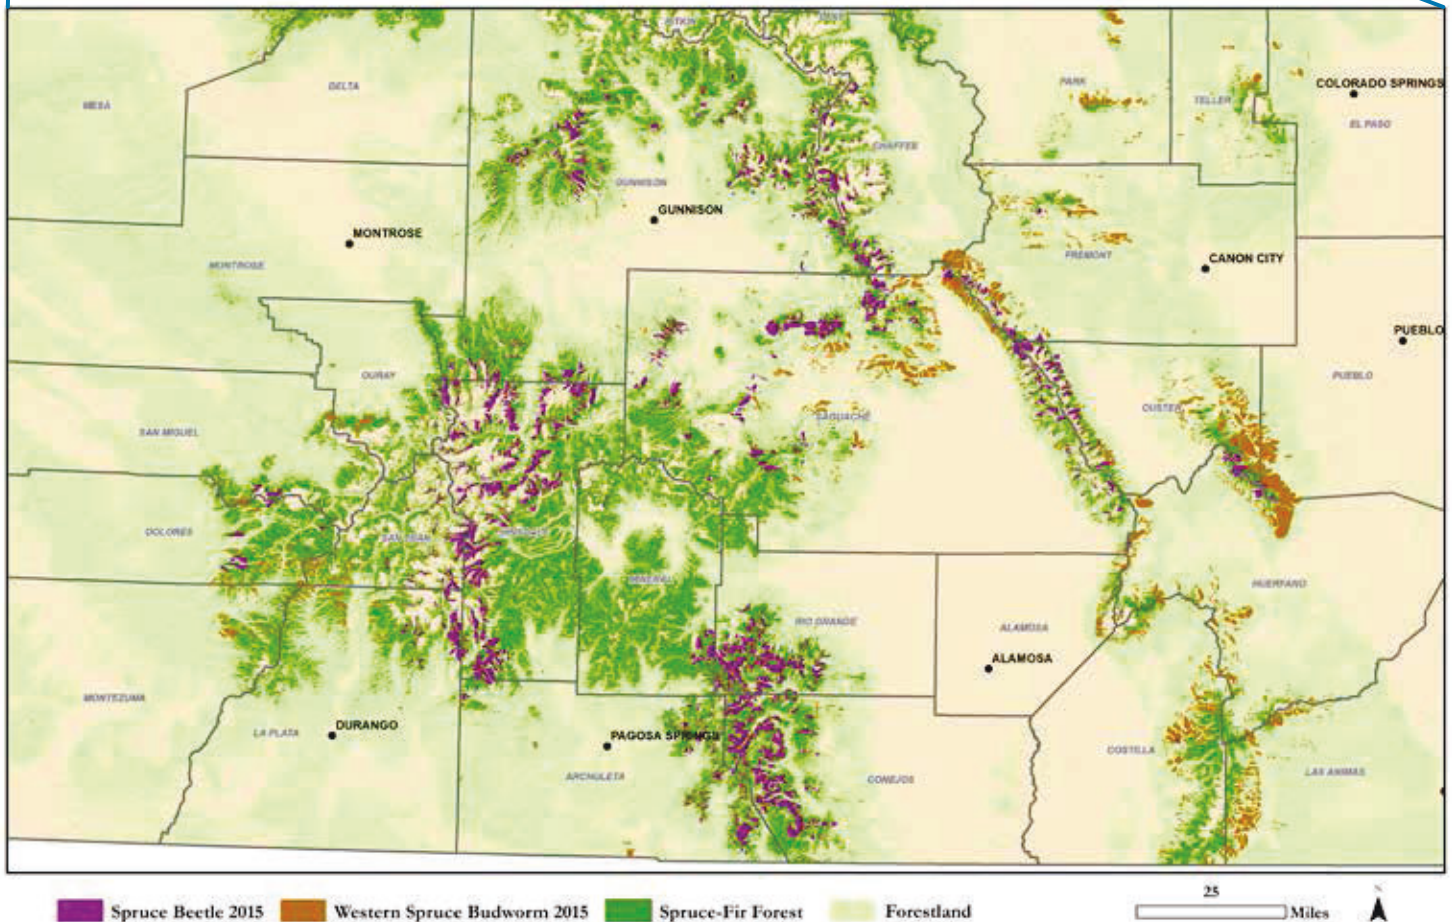 PITKIN
MESA
DELTA
PARK
TELLER
COLORADO SPRINGS
EL PASO
CHAFFEE
GUNNISON
GUNNISON
MONTROSE
MONTROSE
FREMONT
CANON CITY
PUEBLO
PUEBLO
OURAY
CUSTER
SAGUACHE
SAN MIGUEL
DOLORES
SAN JUAN
HINSDALE
MINERAL
HUERFANO
RIO GRANDE
ALAMOSA
ALAMOSA
MONTEZUMA
LA PLATA
DURANGO
PAGOSA SPRINGS
ARCHULETA
CONEJOS
COSTILLA
LAS ANIMAS
Spruce Beetle 2015
Western Spruce Budworm 2015
Spruce-Fir Forest
Forestland
25
Miles
N